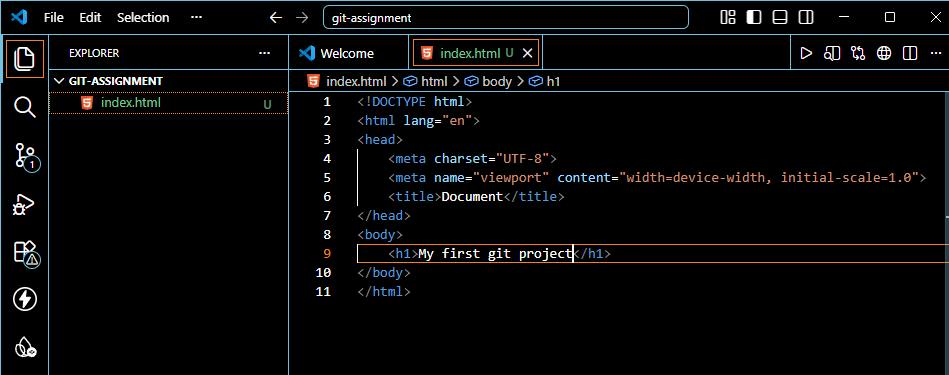 File Edit Selection ··· git-assignment
EXPLORER ···
Welcome
index.html U
GIT-ASSIGNMENT
index.html U
index.html > html > body > h1
1 <!DOCTYPE html>
2 <html lang="en">
3 <head>
4 <meta charset="UTF-8">
5 <meta name="viewport" content="width=device-width, initial-scale=1.0">
6 <title>Document</title>
7 </head>
8 <body>
9 <h1>My first git project</h1>
10 </body>
11 </html>
1